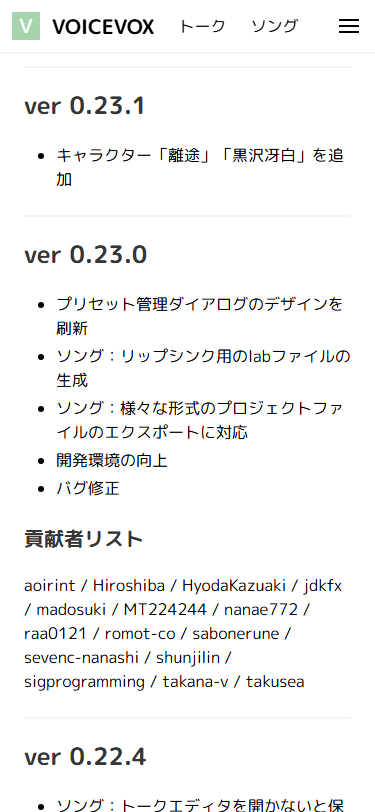 V VOICEVOX トーク ソング
ver 0.23.1
キャラクター「離途」「黒沢冴白」を追
加
ver 0.23.0
プリセット管理ダイアログのデザインを
刷新
ソング：リップシンク用のlabファイルの
生成
ソング：様々な形式のプロジェクトファ
イルのエクスポートに対応
開発環境の向上
バグ修正
貢献者リスト
aoirint / Hiroshiba / HyodaKazuaki / jdkfx
/ madosuki / MT224244 / nanae772 /
raa0121 / romot-co / sabonerune /
sevenc-nanashi / shunjilin /
sigprogramming / takana-v / takusea
ver 0.22.4
ソング：トークエディタを開かないと保